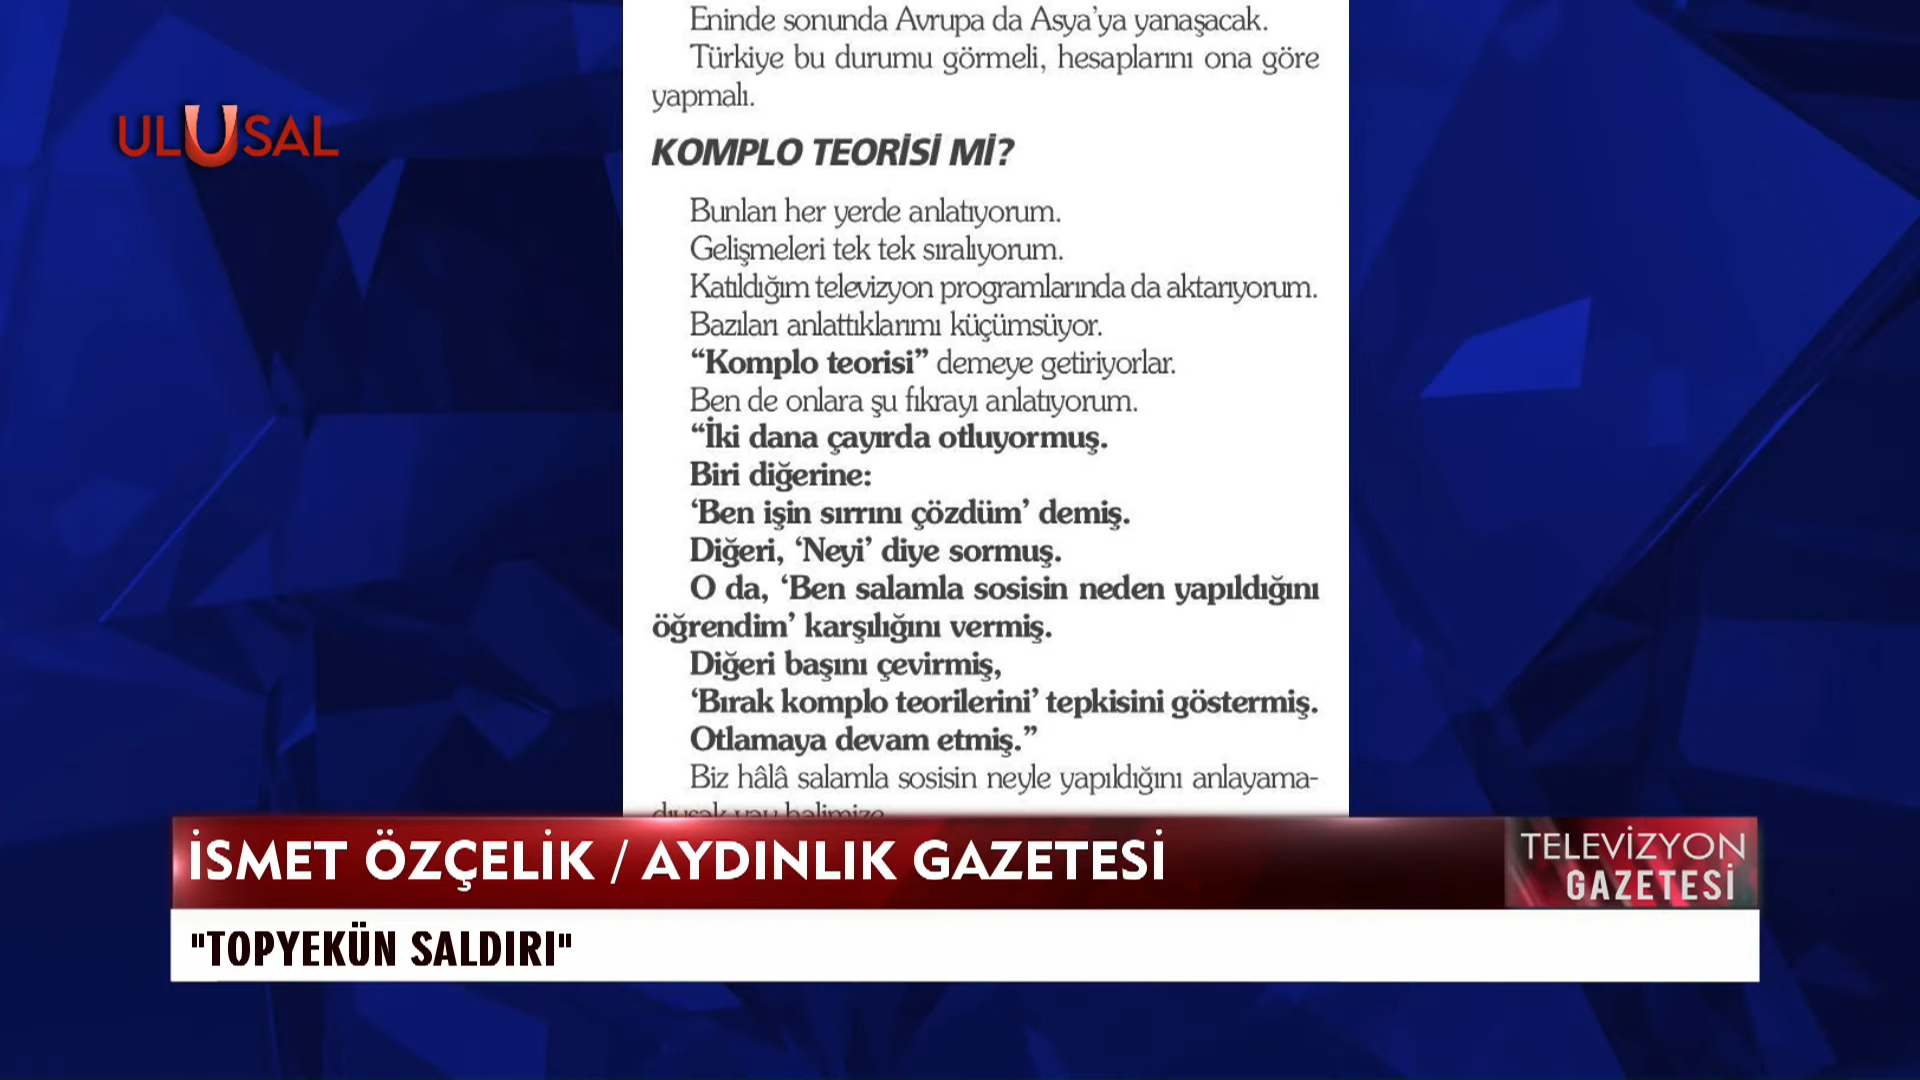 Eninde sonunda Avrupa da Asya'ya yanaşacak.
Türkiye bu durumu görmeli, hesaplarını ona göre
yapmalı.
ULUSAL
KOMPLO TEORİSİ Mİ?
Bunları her yerde anlatıyorum.
Gelişmeleri tek tek sıralıyorum.
Katıldığım televizyon programlarında da aktarıyorum.
Bazıları anlattıklarımı küçümsüyor.
“Komplo teorisi” demeye getiriyorlar.
Ben de onlara şu fıkrayı anlatıyorum.
“İki dana çayırda otluyormuş.
Biri diğerine:
‘Ben işin sırrını çözdüm’ demiş.
Diğeri, ‘Neyi’ diye sormuş.
O da, ‘Ben salamla sosisin neden yapıldığını
öğrendim’ karşılığını vermiş.
Diğeri başını çevirmiş,
‘Bırak komplo teorilerini’ tepkisini göstermiş.
Otlamaya devam etmiş.”
Biz hâlâ salamla sosisin neyle yapıldığını anlayama-
dıysak vay halimize
İSMET ÖZÇELİK / AYDINLIK GAZETESİ
TELEVİZYON
GAZETESİ
"TOPYEKÜN SALDIRI"